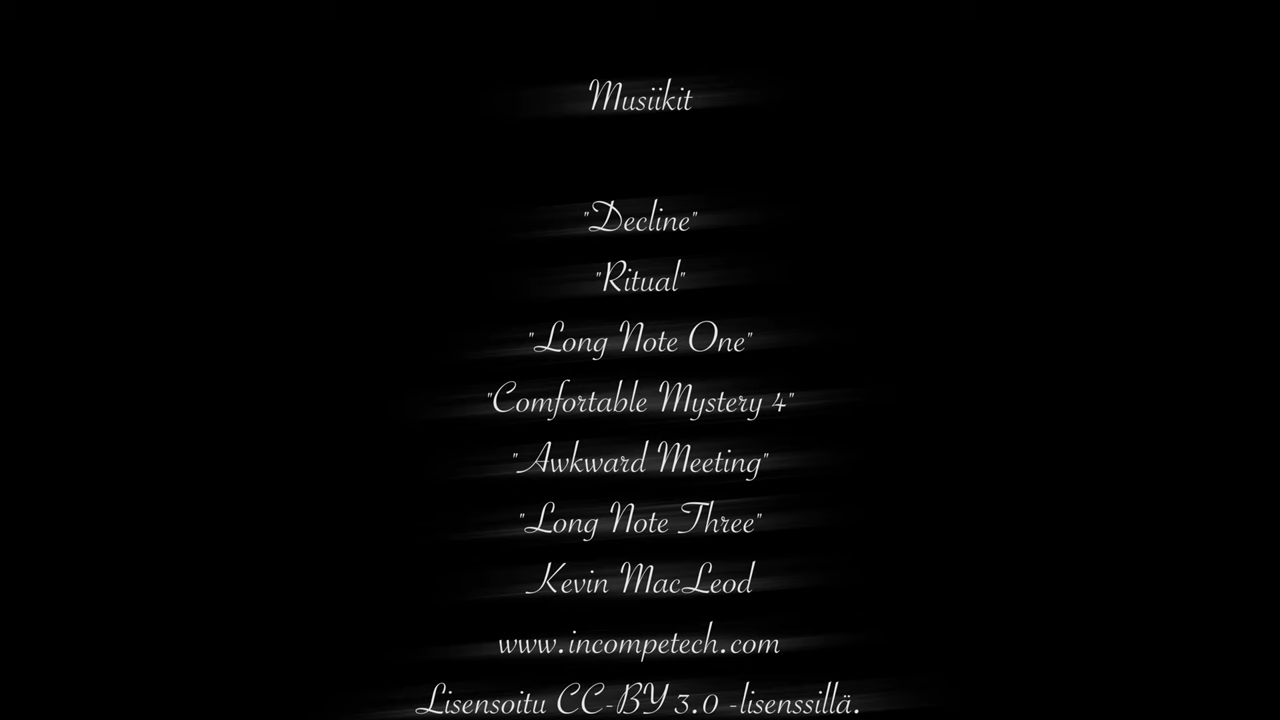 Musiikit
"Decline"
"Ritual"
"Long Note One"
"Comfortable Mystery 4"
"Awkward Meeting"
"Long Note Three"
Kevin MacLeod
www.incompetech.com
Lisensoitu CC-BY 3.0 -lisenssillä.